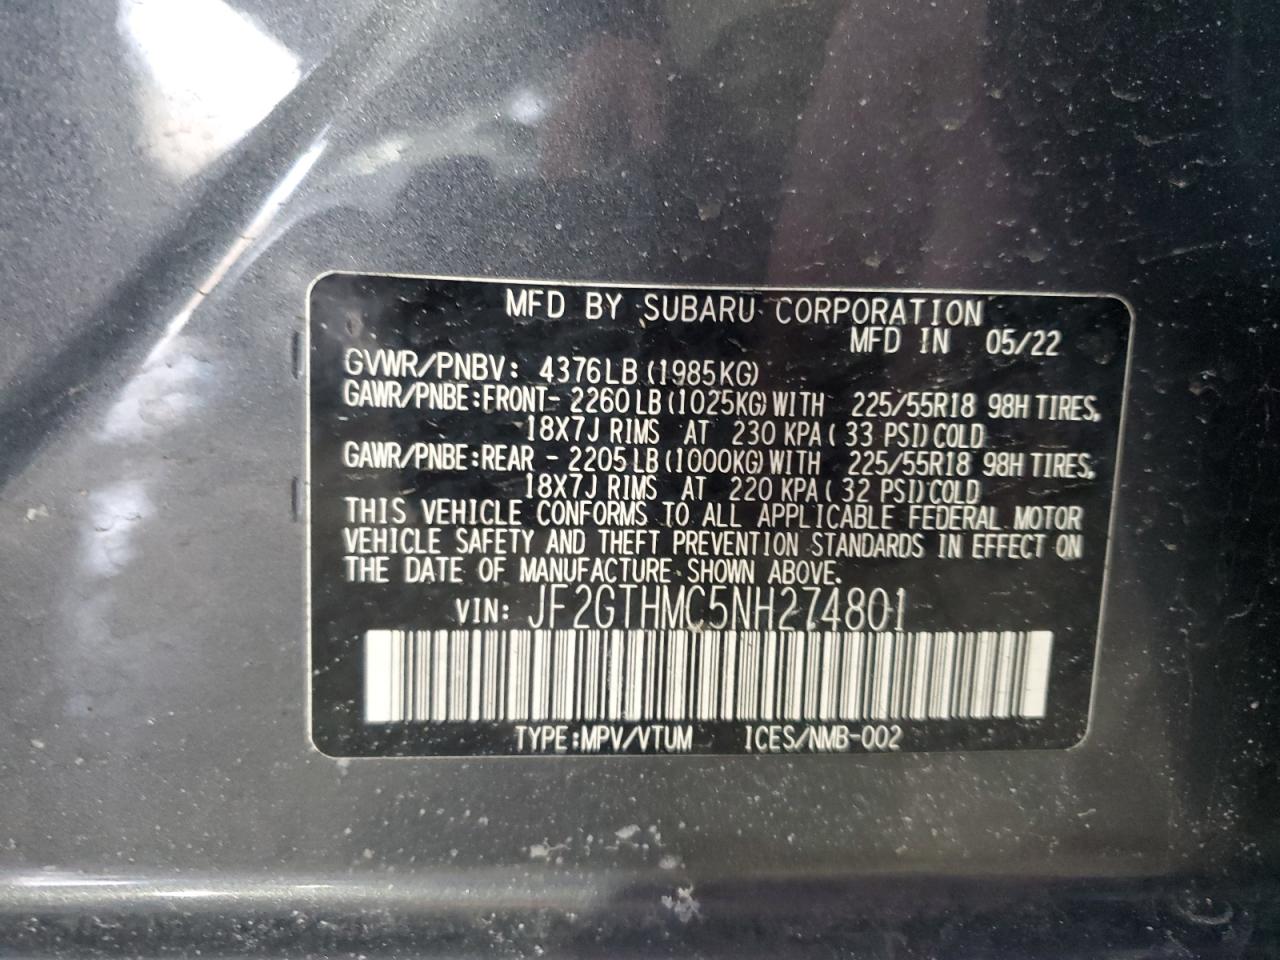 MFD BY SUBARU CORPORATION
MFD IN 05/22
GVWR/PNBV: 4376LB (1985KG)
GAWR/PNBE:FRONT- 2260LB (1025KG)WITH 225/55R18 98H TIRES,
18X7J RIMS AT 230 KPA( 33 PSI)COLD
GAWR/PNBE:REAR - 2205LB (1000KG)WITH 225/55R18 98H TIRES,
18X7J RIMS AT 220 KPA( 32 PSI)COLD
THIS VEHICLE CONFORMS TO ALL APPLICABLE FEDERAL MOTOR
VEHICLE SAFETY AND THEFT PREVENTION STANDARDS IN EFFECT ON
THE DATE OF MANUFACTURE SHOWN ABOVE.
VIN: JF2GTHMC5NH274801
TYPE:MPV/VTUM ICES/NMB-002